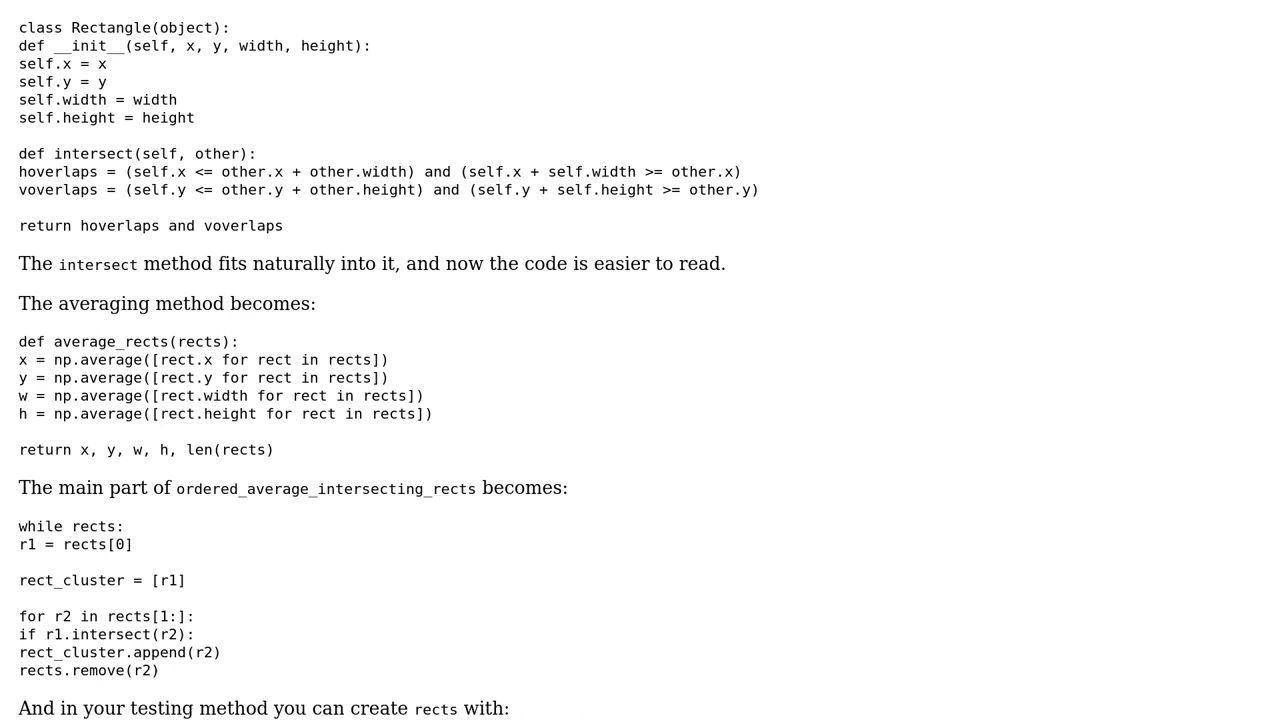 class Rectangle(object):
def __init__(self, x, y, width, height):
self.x = x
self.y = y
self.width = width
self.height = height
def intersect(self, other):
hoverlaps = (self.x <= other.x + other.width) and (self.x + self.width >= other.x)
voverlaps = (self.y <= other.y + other.height) and (self.y + self.height >= other.y)
return hoverlaps and voverlaps
The intersect method fits naturally into it, and now the code is easier to read.
The averaging method becomes:
def average_rects(rects):
x = np.average([rect.x for rect in rects])
y = np.average([rect.y for rect in rects])
w = np.average([rect.width for rect in rects])
h = np.average([rect.height for rect in rects])
return x, y, w, h, len(rects)
The main part of ordered_average_intersecting_rects becomes:
while rects:
r1 = rects[0]
rect_cluster = [r1]
for r2 in rects[1:]:
if r1.intersect(r2):
rect_cluster.append(r2)
rects.remove(r2)
And in your testing method you can create rects with: